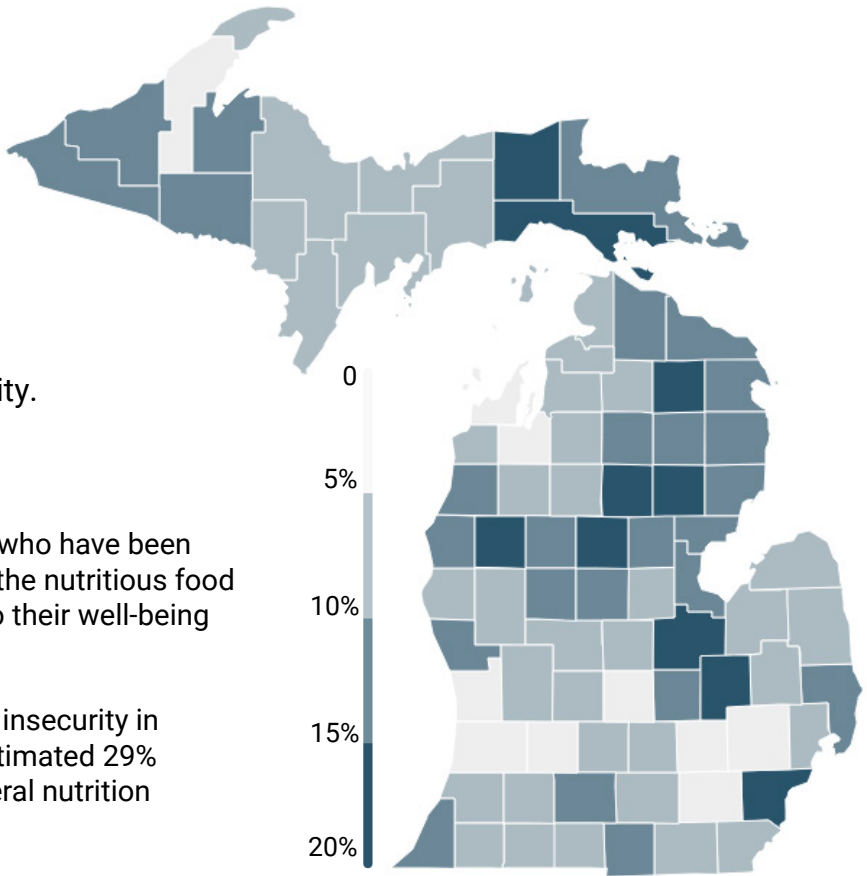 ity.
who have been
the nutritious food
o their well-being
insecurity in
timated 29%
eral nutrition
0
5%
10%
15%
20%